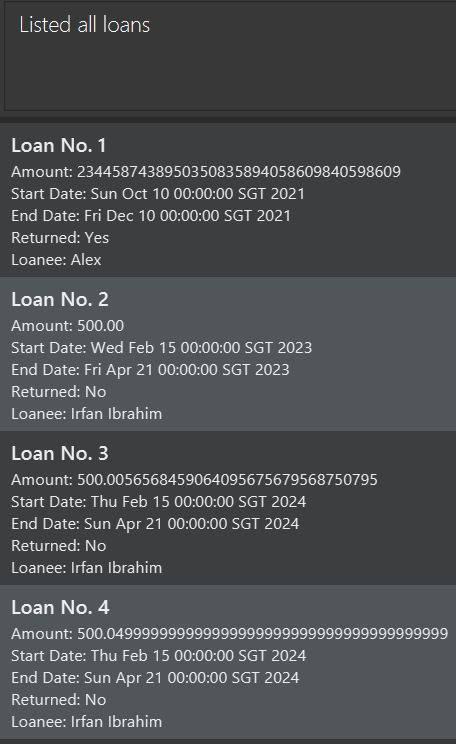 Listed all loans
Loan No. 1
Amount: 23445874389503508358940586098405986​09
Start Date: Sun Oct 10 00:00:00 SGT 2021
End Date: Fri Dec 10 00:00:00 SGT 2021
Returned: Yes
Loanee: Alex
Loan No. 2
Amount: 500.00
Start Date: Wed Feb 15 00:00:00 SGT 2023
End Date: Fri Apr 21 00:00:00 SGT 2023
Returned: No
Loanee: Irfan Ibrahim
Loan No. 3
Amount: 500.00565684590640956756795687​50795
Start Date: Thu Feb 15 00:00:00 SGT 2024
End Date: Sun Apr 21 00:00:00 SGT 2024
Returned: No
Loanee: Irfan Ibrahim
Loan No. 4
Amount: 500.04999999999999999999999999999999999999
Start Date: Thu Feb 15 00:00:00 SGT 2024
End Date: Sun Apr 21 00:00:00 SGT 2024
Returned: No
Loanee: Irfan Ibrahim